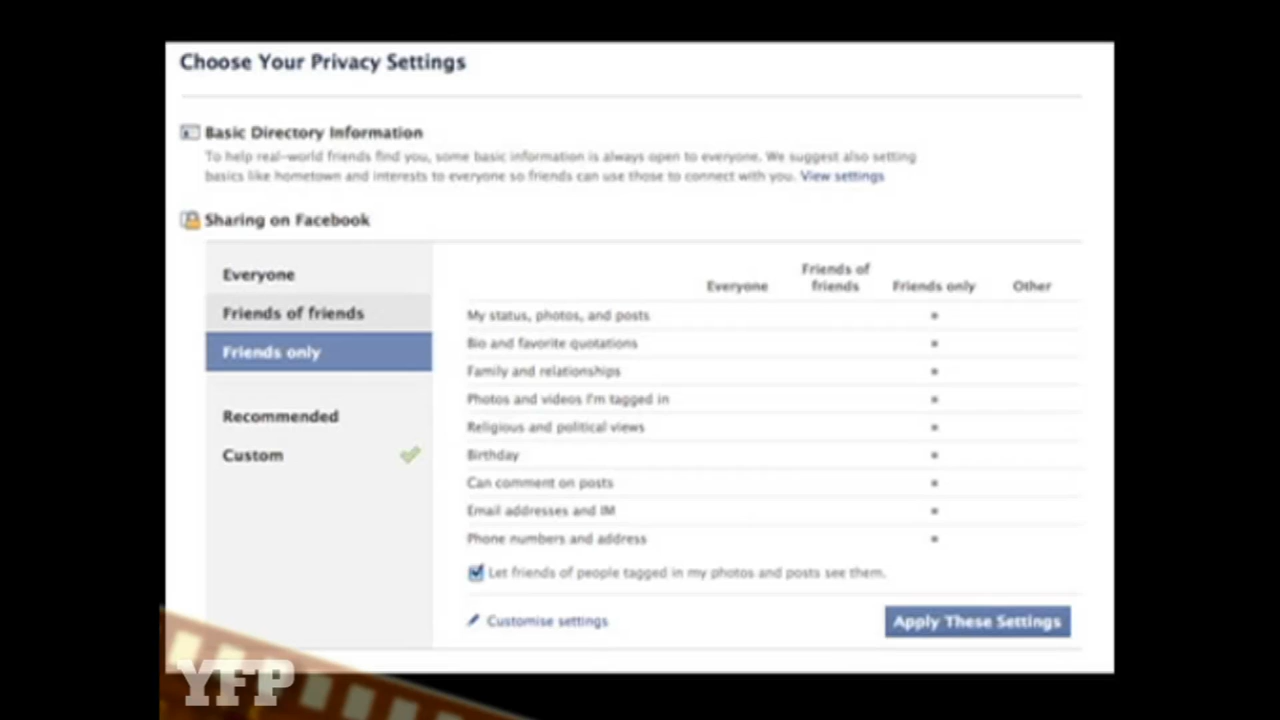 Choose Your Privacy Settings
Basic Directory Information
To help real-world friends find you, some basic information is always open to everyone. We suggest also setting
basics like hometown and interests to everyone so friends can use those to connect with you. View settings
Sharing on Facebook
Everyone
Friends of friends
Friends only
Recommended
Custom
Everyone Friends of friends Friends only Other
My status, photos, and posts
Bio and favorite quotations
Family and relationships
Photos and videos I'm tagged in
Religious and political views
Birthday
Can comment on posts
Email addresses and IM
Phone numbers and address
Let friends of people tagged in my photos and posts see them.
Customise settings
Apply These Settings
YFP